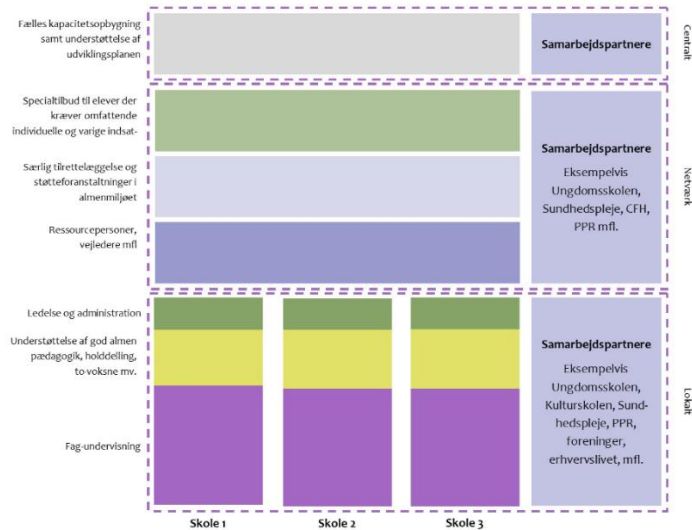 Fælles kapacitetsopbygning
samt understøttelse af
udviklingsplanen
Samarbejdspartnere
Centralt
Specialtilbud til elever der
kræver omfattende
individuelle og varige indsat-
Særlig tilrettelæggelse og
støtteforanstaltninger i
almenmiljøet
Ressourcepersoner,
vejledere mfl
Samarbejdspartnere
Eksempelvis
Ungdomsskolen,
Sundhedspleje, CFH,
PPR mfl.
Netværk
Ledelse og administration
Understøttelse af god almen
pædagogik, holddelling,
to-voksne mv.
Fag-undervisning
Samarbejdspartnere
Eksempelvis
Ungdomsskolen,
Kulturskolen, Sund-
hedspleje, PPR,
foreninger,
erhvervslivet, mfl.
Lokalt
Skole 1
Skole 2
Skole 3